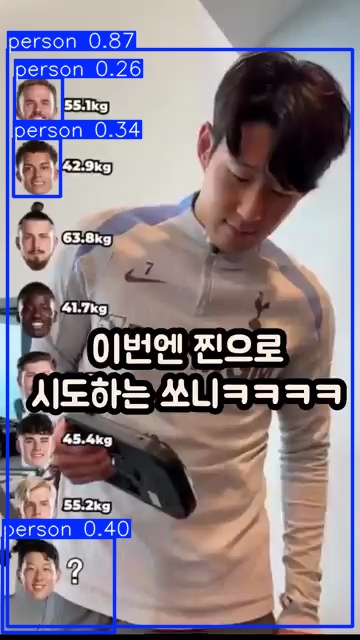 person 0.87
person 0.26
55.1kg
person 0.34
42.9kg
63.8kg
7
41.7kg
이번엔 찐으로
시도하는 쏘니ㅋㅋㅋㅋ
45.4kg
55.2kg
person 0.40
?